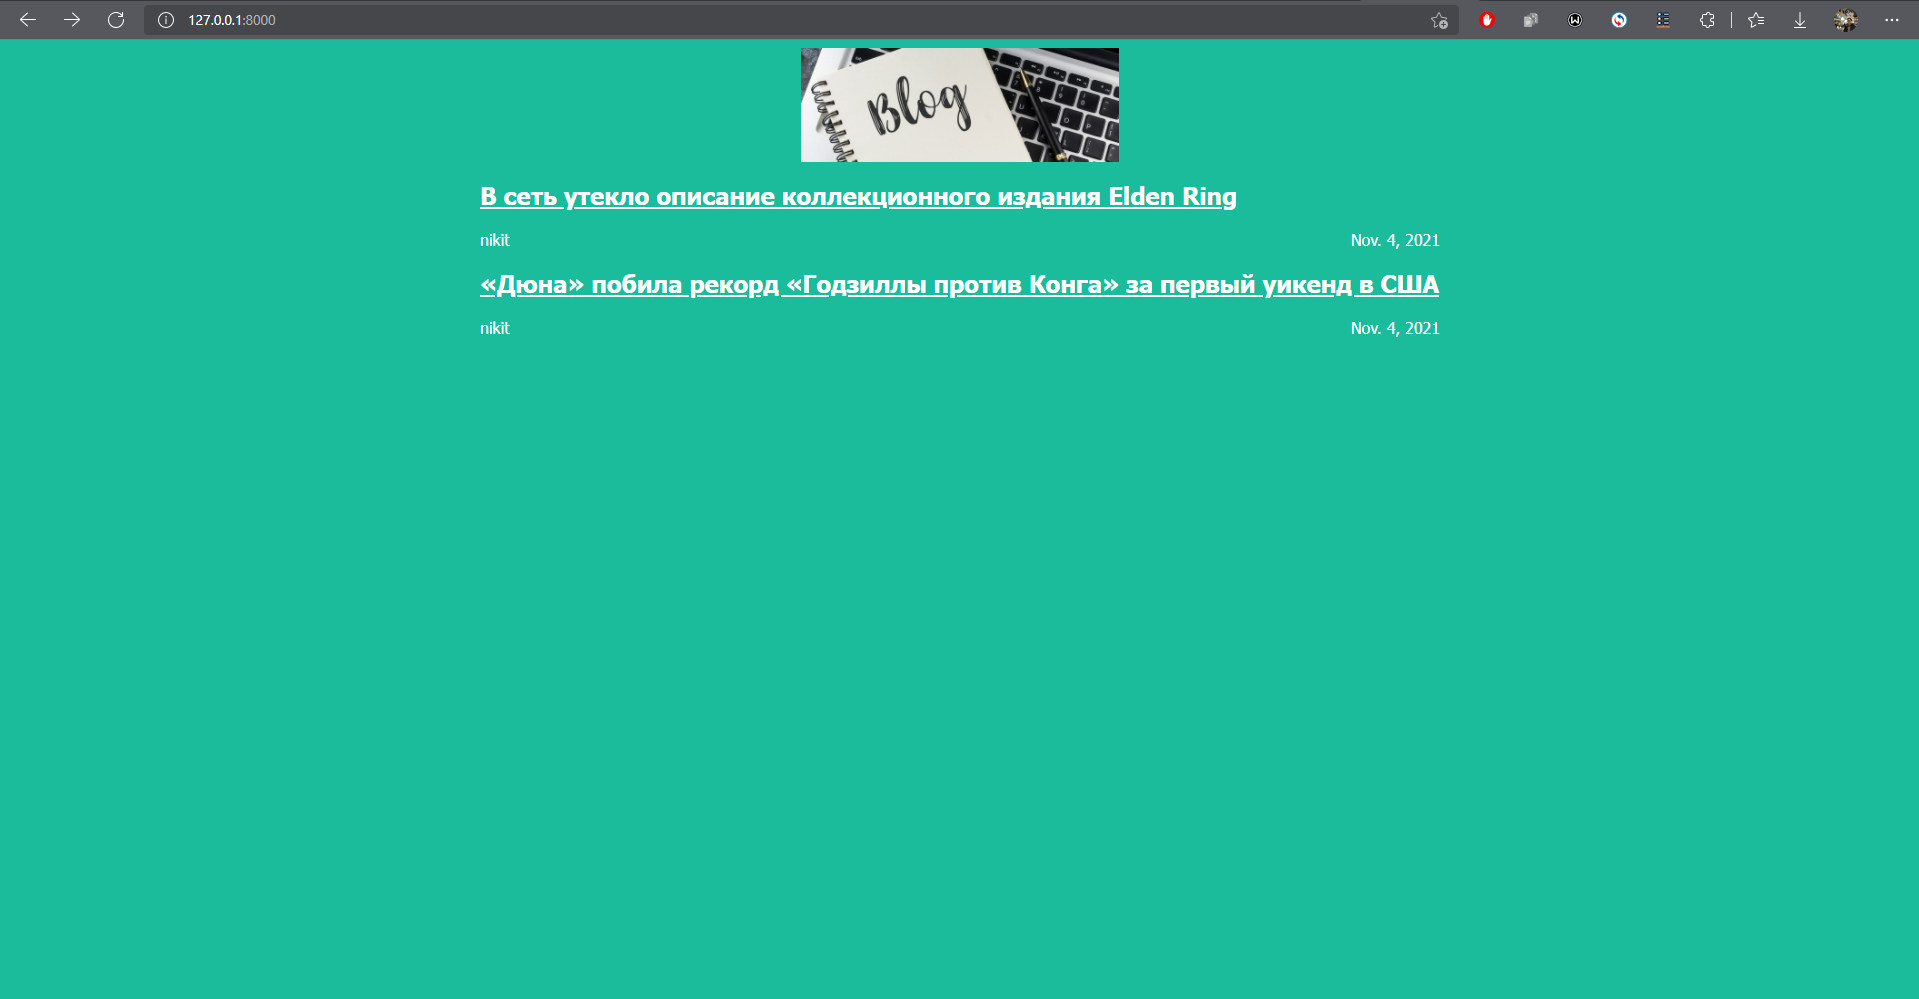 127.0.0.1:8000
Blog
В сеть утекло описание коллекционного издания Elden Ring
nikit Nov. 4, 2021
«Дюна» побила рекорд «Годзиллы против Конга» за первый уикенд в США
nikit Nov. 4, 2021